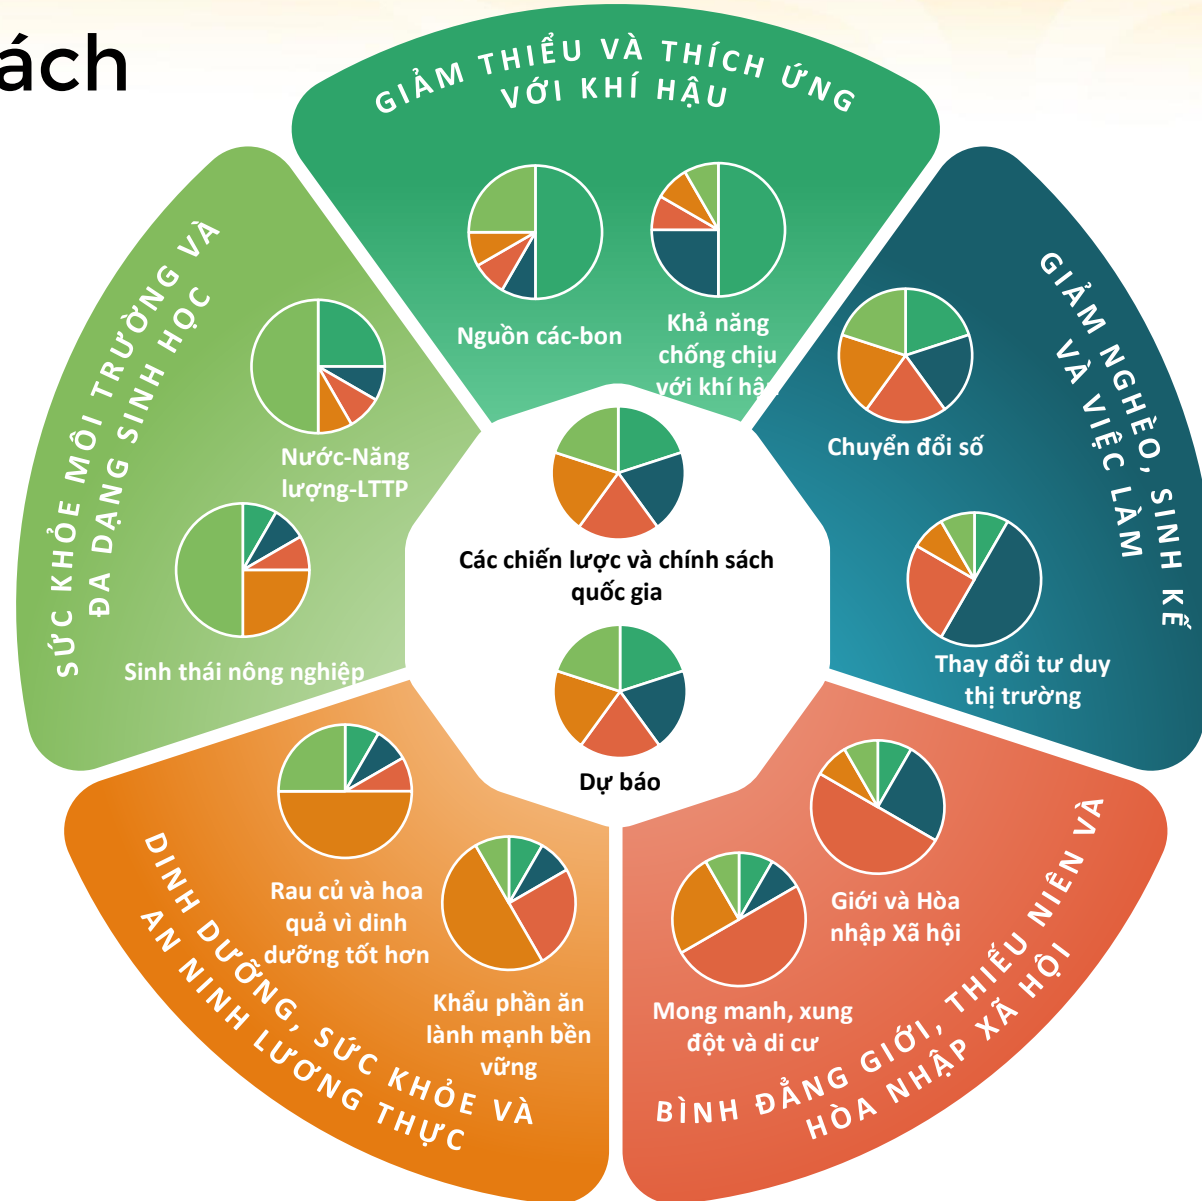 ách
GIẢM THIỂU VÀ THÍCH ỨNG
VỚI KHÍ HẬU
Nguồn các-bon
Khả năng
chống chịu
với khí hậu
GIẢM NGHÈO, SINH KẾ
VÀ VIỆC LÀM
Chuyển đổi số
Thay đổi tư duy
thị trường
BÌNH ĐẲNG GIỚI, THIẾU NIÊN VÀ
HÒA NHẬP XÃ HỘI
Giới và Hòa
nhập Xã hội
Mong manh, xung
đột và di cư
DINH DƯỠNG, SỨC KHỎE VÀ
AN NINH LƯƠNG THỰC
Rau củ và hoa
quả vì dinh
dưỡng tốt hơn
Khẩu phần ăn
lành mạnh bền
vững
SỨC KHỎE MÔI TRƯỜNG VÀ
ĐA DẠNG SINH HỌC
Nước-Năng
lượng-LTTP
Sinh thái nông nghiệp
Các chiến lược và chính sách
quốc gia
Dự báo